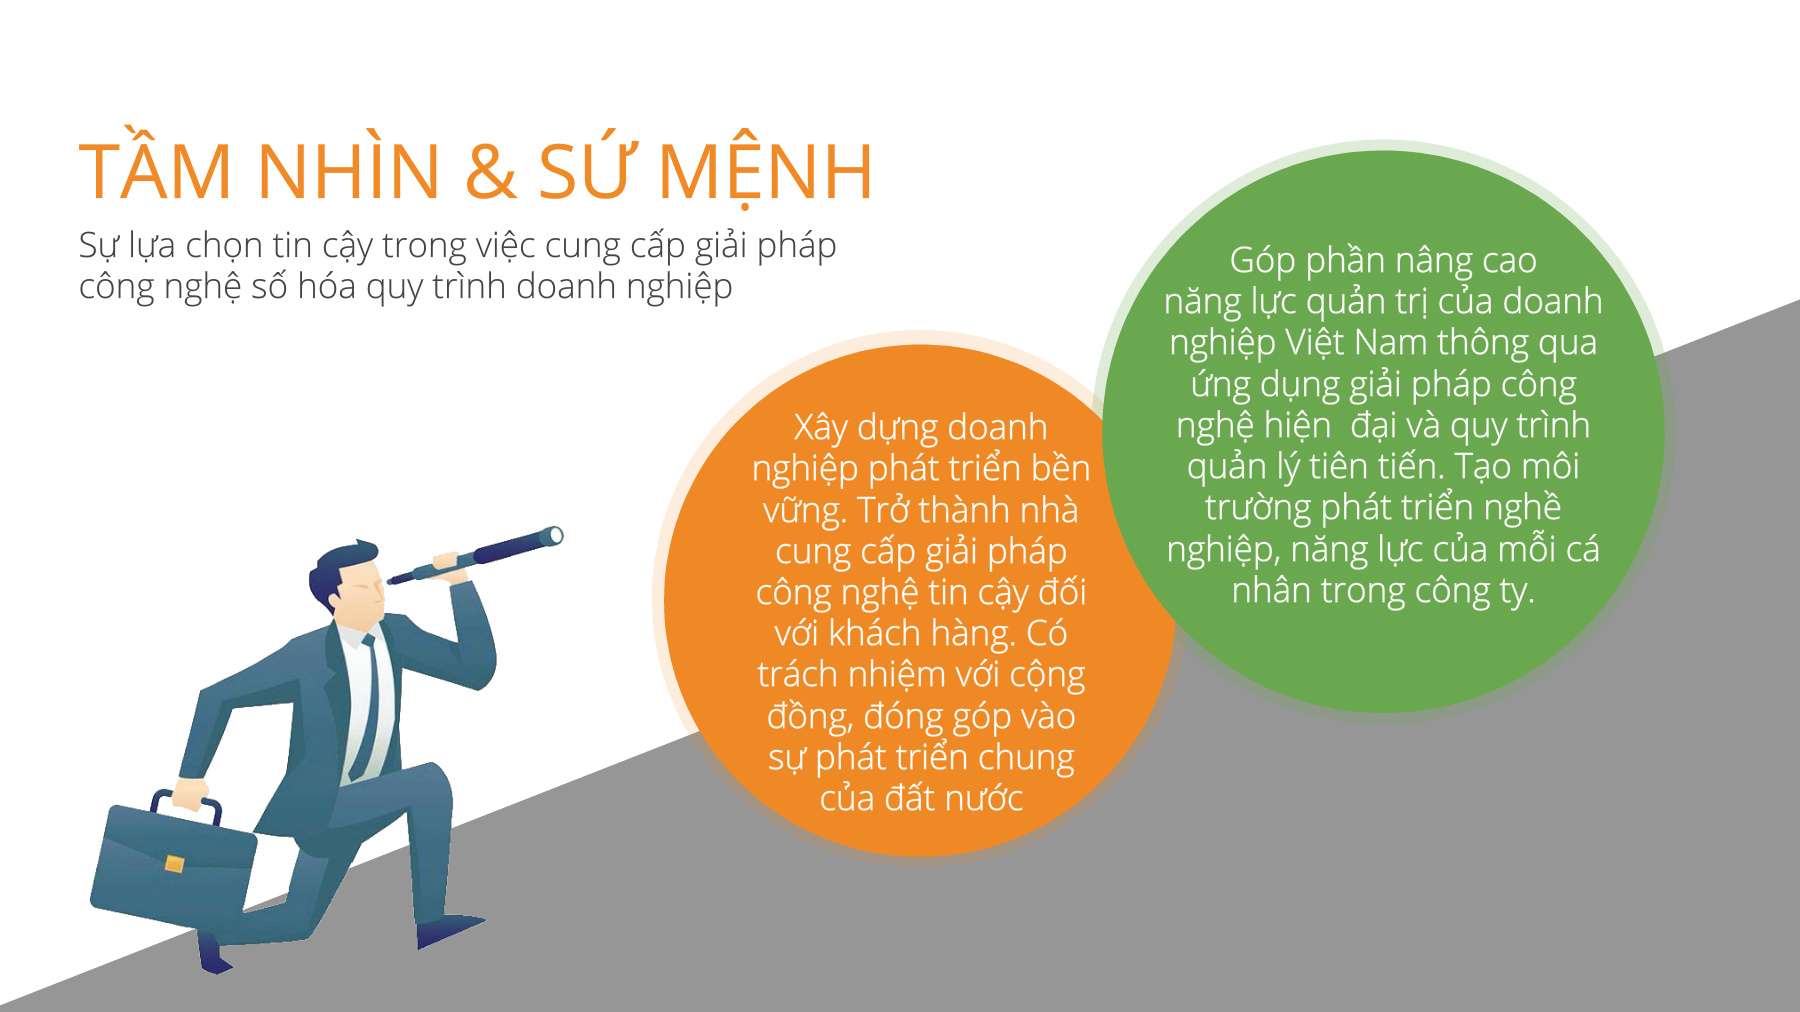 TẦM NHÌN & SỨ MỆNH
Sự lựa chọn tin cậy trong việc cung cấp giải pháp
công nghệ số hóa quy trình doanh nghiệp
Xây dựng doanh
nghiệp phát triển bền
vững. Trở thành nhà
cung cấp giải pháp
công nghệ tin cậy đối
với khách hàng. Có
trách nhiệm với cộng
đồng, đóng góp vào
sự phát triển chung
của đất nước
Góp phần nâng cao
năng lực quản trị của doanh
nghiệp Việt Nam thông qua
ứng dụng giải pháp công
nghệ hiện  đại và quy trình
quản lý tiên tiến. Tạo môi
trường phát triển nghề
nghiệp, năng lực của mỗi cá
nhân trong công ty.